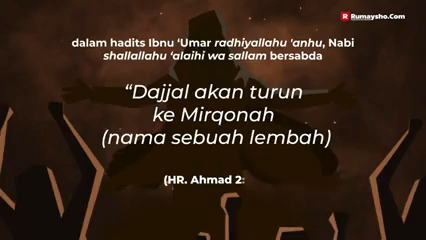 Rumaysho.Com
dalam hadits Ibnu ‘Umar radhiyallahu 'anhu, Nabi
shallallahu ‘alaihi wa sallam bersabda
“Dajjal akan turun
ke Mirqonah
(nama sebuah lembah)
(HR. Ahmad 2: